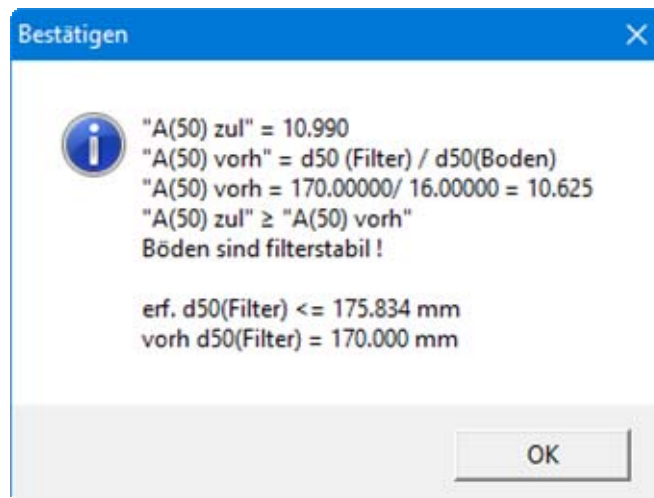 Bestätigen
"A(50) zul" = 10.990
"A(50) vorh" = d50 (Filter) / d50(Boden)
"A(50) vorh = 170.00000/ 16.00000 = 10.625
"A(50) zul" ≥ "A(50) vorh"
Böden sind filterstabil !
erf. d50(Filter) <= 175.834 mm
vorh d50(Filter) = 170.000 mm
OK